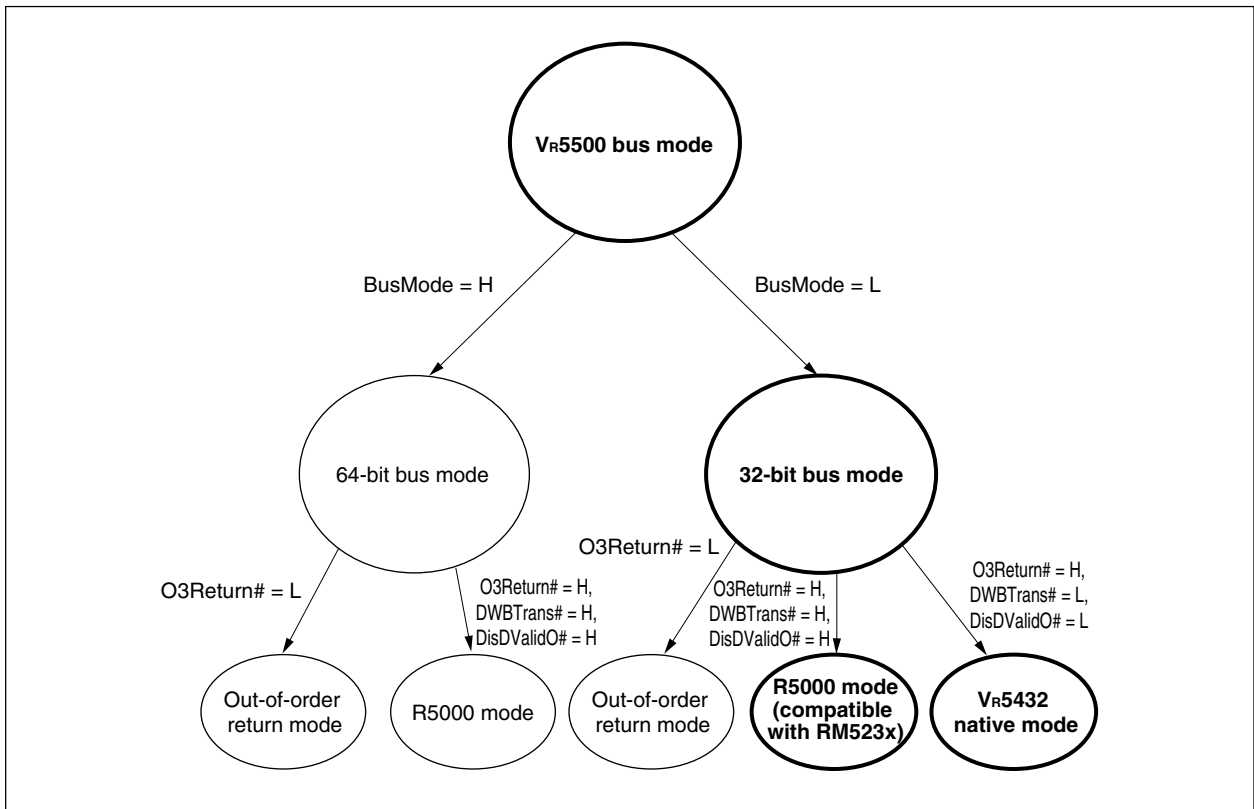 VR5500 bus mode
BusMode = H
BusMode = L
64-bit bus mode
32-bit bus mode
O3Return# = L
O3Return# = H,
DWBTrans# = H,
DisDValidO# = H
O3Return# = L
O3Return# = H,
DWBTrans# = H,
DisDValidO# = H
O3Return# = H,
DWBTrans# = L,
DisDValidO# = L
Out-of-order
return mode
R5000 mode
Out-of-order
return mode
R5000 mode
(compatible
with RM523x)
VR5432
native mode